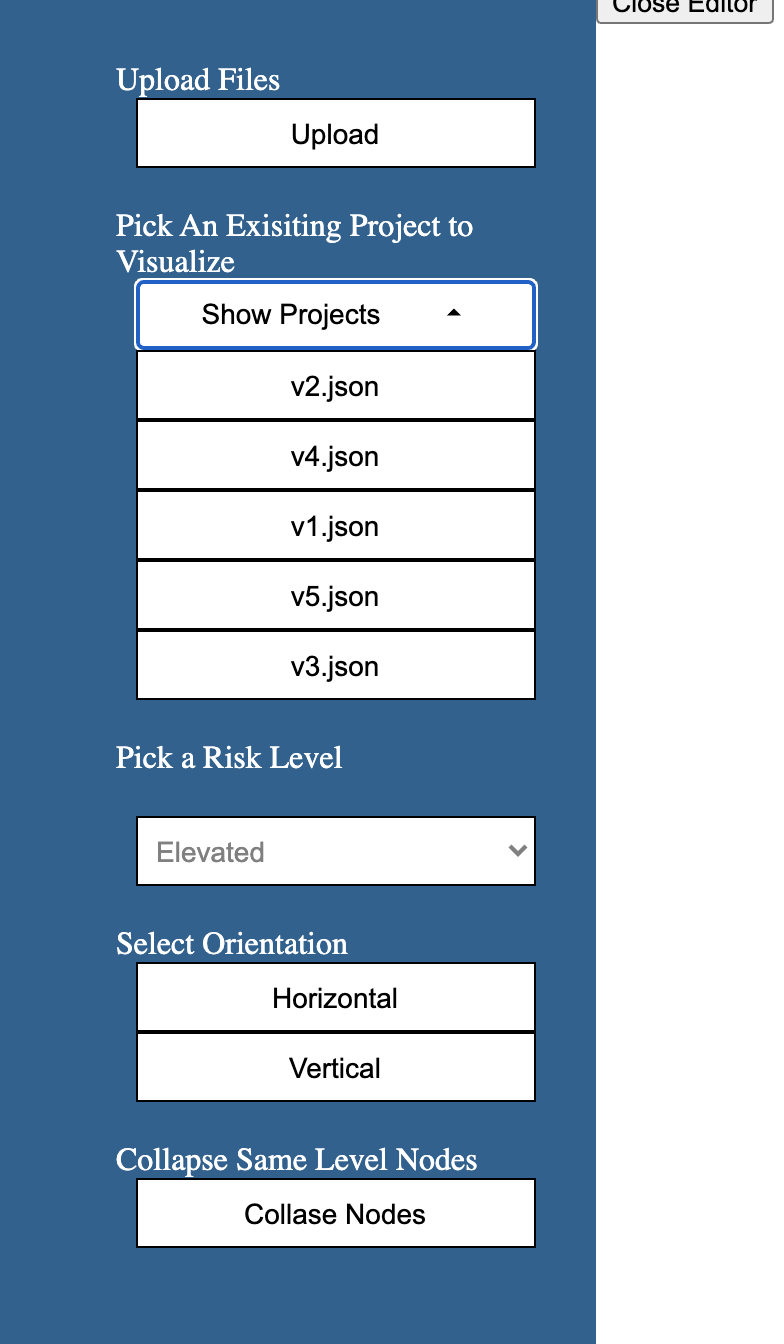 Close Editor
Upload Files
Upload
Pick An Exisiting Project to
Visualize
Show Projects
v2.json
v4.json
v1.json
v5.json
v3.json
Pick a Risk Level
Elevated
Select Orientation
Horizontal
Vertical
Collapse Same Level Nodes
Collase Nodes